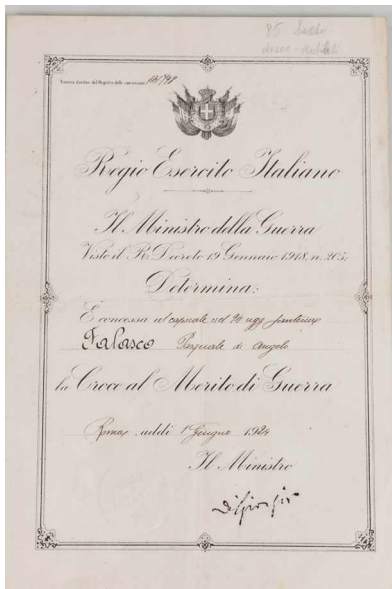 85
Numero d'ordine del Registro delle concessioni
Regio Esercito Italiano
Il Ministro della Guerra
Visto il R. Decreto 19 Gennaio 1918, n. 205;
Determina:
È concessa al caporale nel 24 regg fanteria
Falasco Pasquale di Angelo
la Croce al Merito di Guerra
Roma, addì 1 Giugno 1924
Il Ministro
Di Giorgio